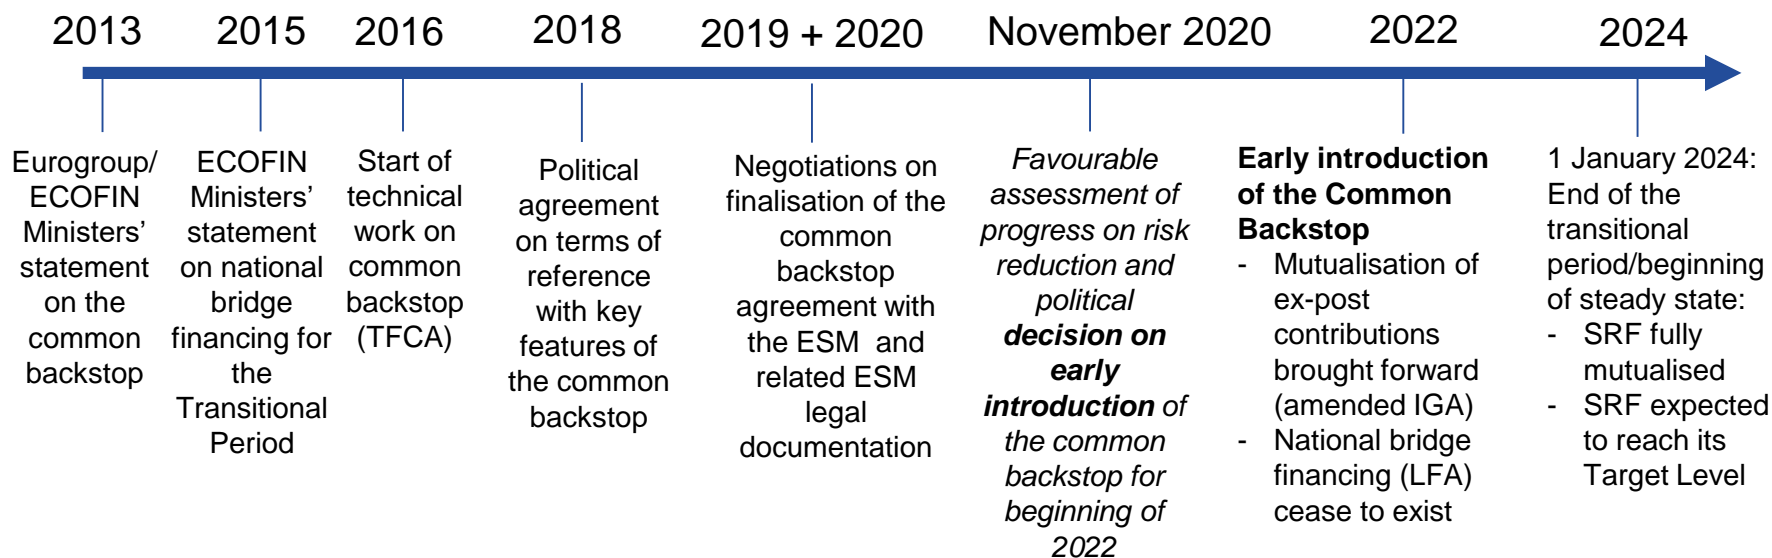 2013
2015
2016
2018
2019 + 2020
November 2020
2022
2024
Eurogroup/
ECOFIN
Ministers’
statement
on the
common
backstop
ECOFIN
Ministers’
statement
on national
bridge
financing for
the
Transitional
Period
Start of
technical
work on
common
backstop
(TFCA)
Political
agreement
on terms of
reference
with key
features of
the common
backstop
Negotiations on
finalisation of the
common
backstop
agreement with
the ESM and
related ESM
legal
documentation
Favourable
assessment of
progress on risk
reduction and
political
decision on
early
introduction of
the common
backstop for
beginning of
2022
Early introduction
of the Common
Backstop
- Mutualisation of
ex-post
contributions
brought forward
(amended IGA)
- National bridge
financing (LFA)
cease to exist
1 January 2024:
End of the
transitional
period/beginning
of steady state:
- SRF fully
mutualised
- SRF expected
to reach its
Target Level